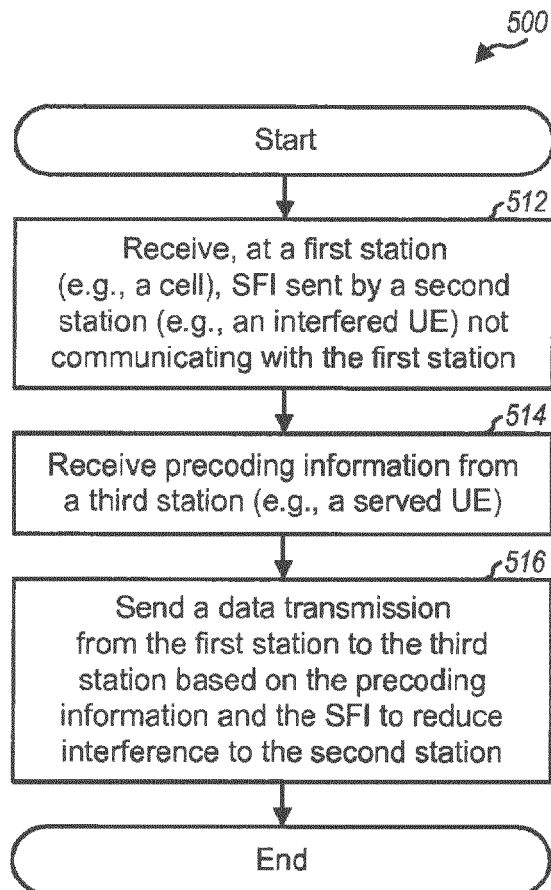 500
Start
512
Receive, at a first station
(e.g., a cell), SFI sent by a second
station (e.g., an interfered UE) not
communicating with the first station
514
Receive precoding information from
a third station (e.g., a served UE)
516
Send a data transmission
from the first station to the third
station based on the precoding
information and the SFI to reduce
interference to the second station
End